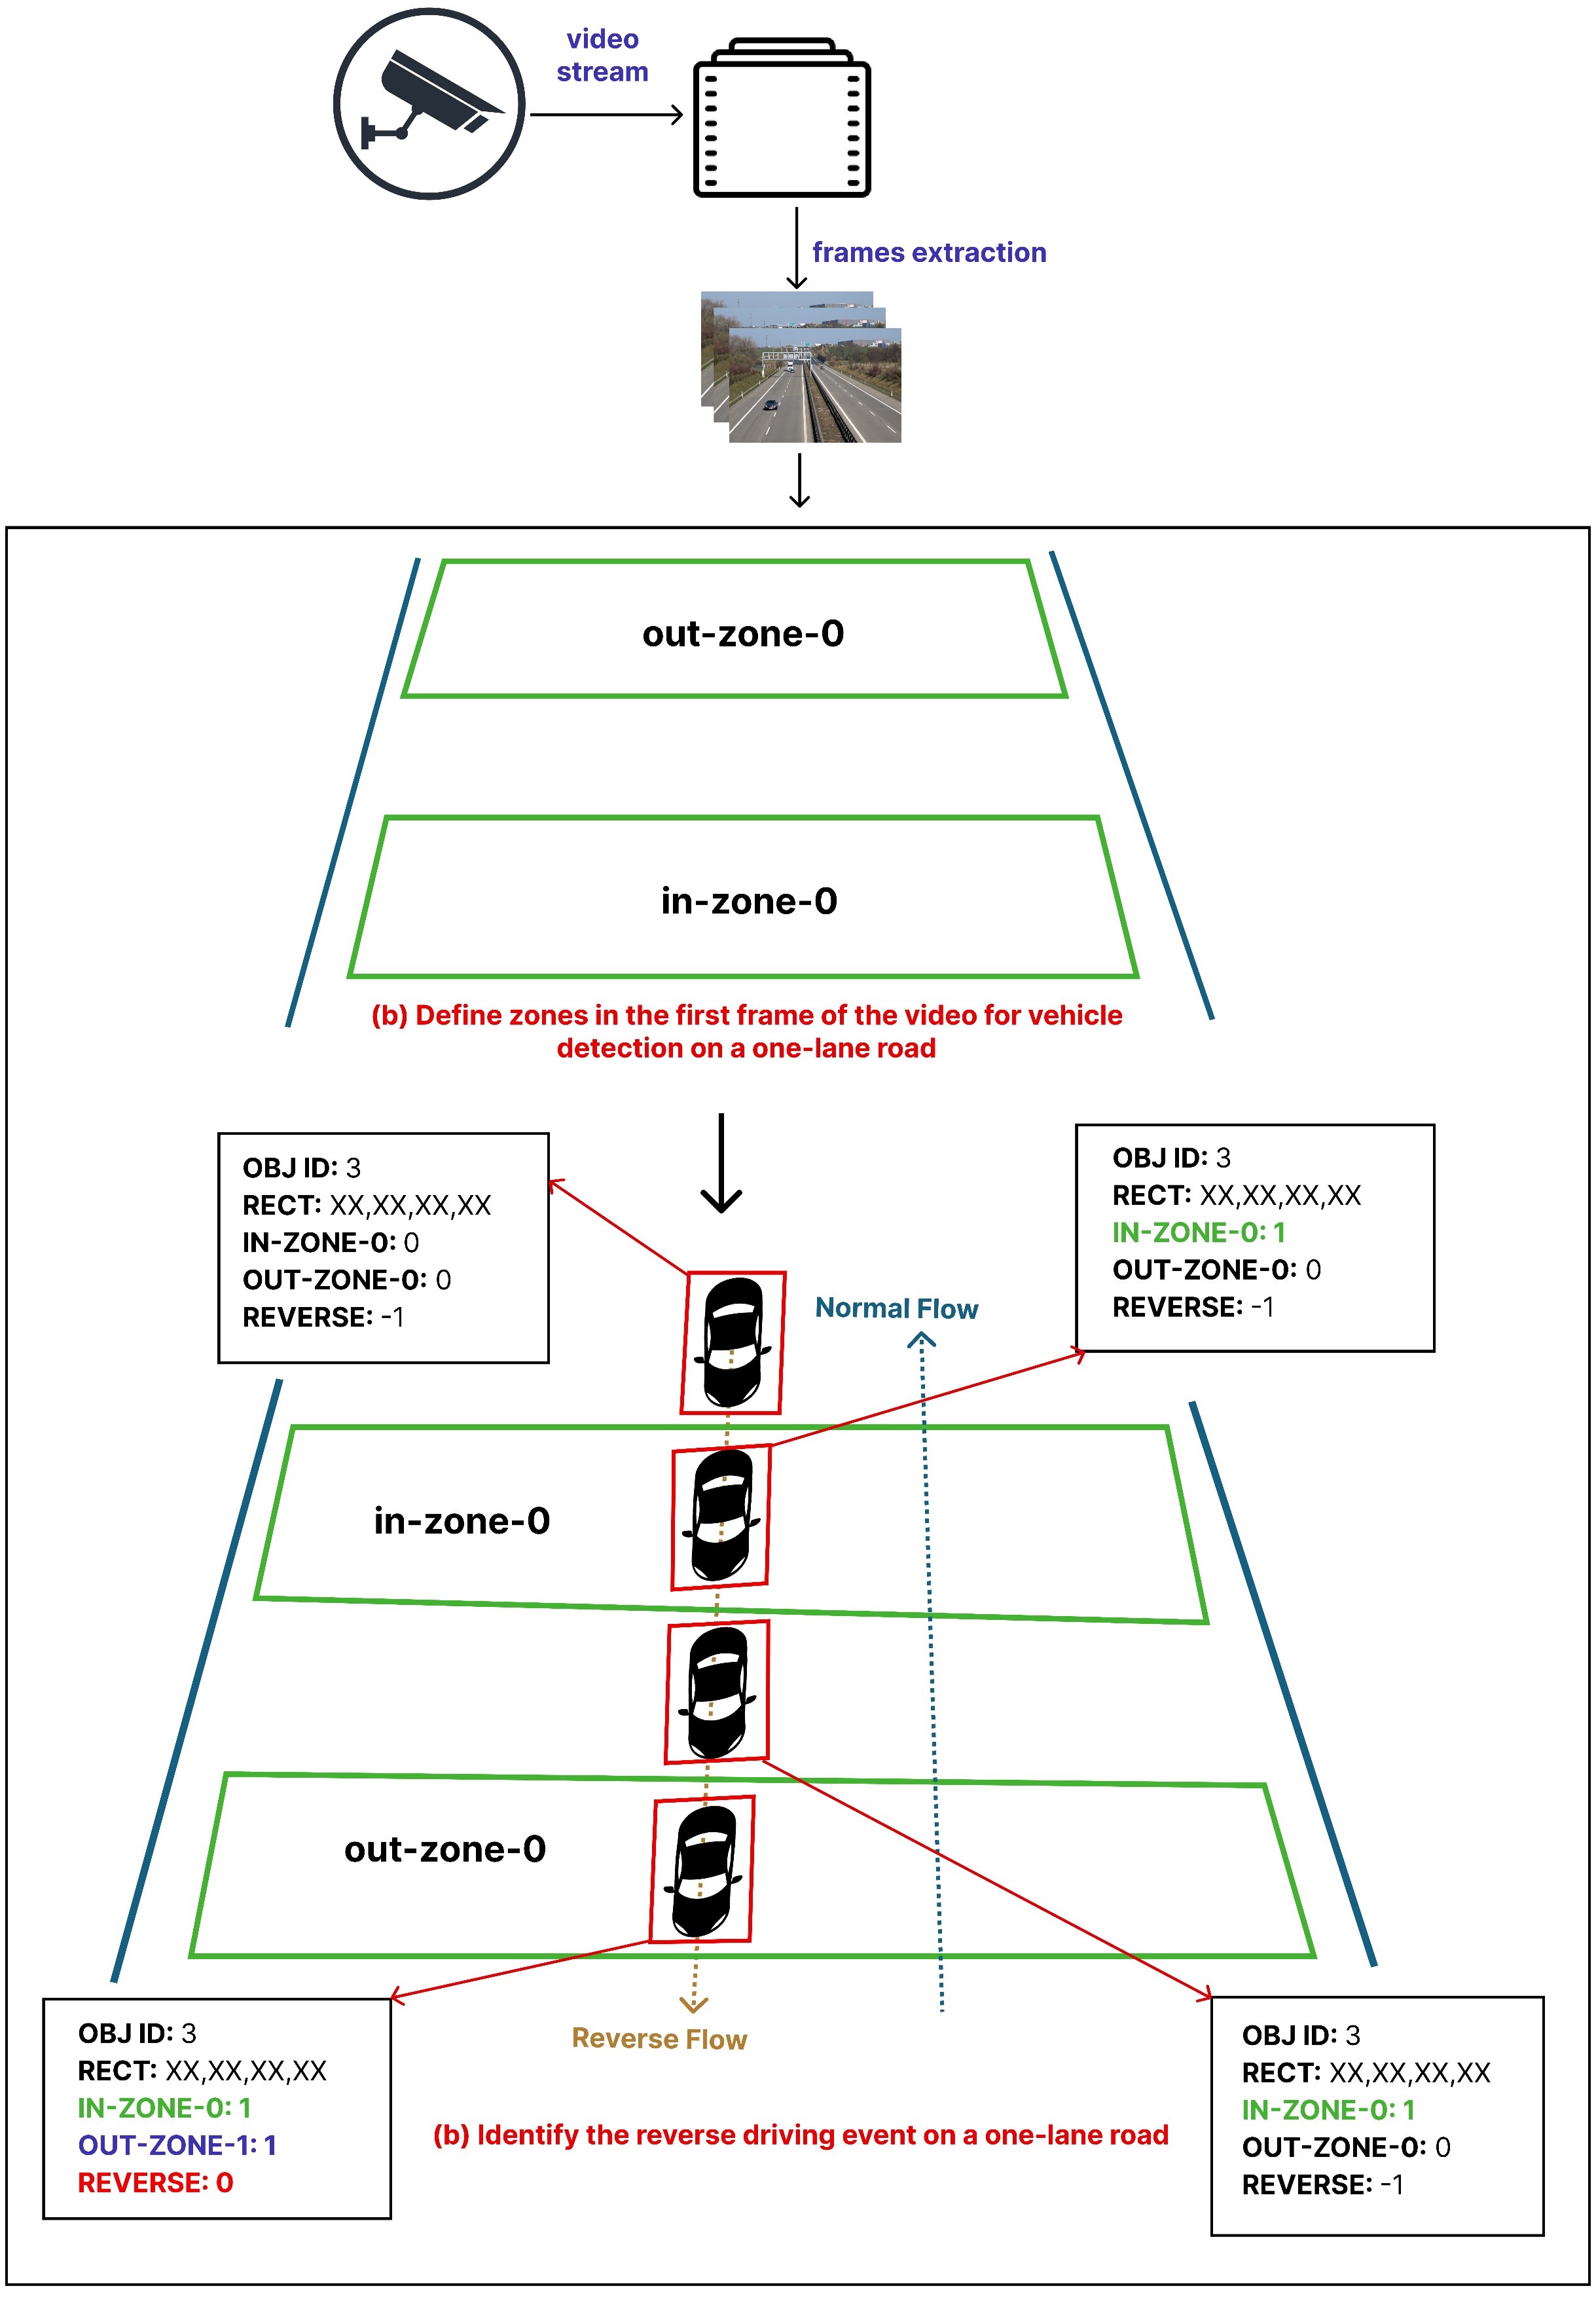 video
stream
frames extraction
out-zone-0
in-zone-0
(b) Define zones in the first frame of the video for vehicle
detection on a one-lane road
OBJ ID: 3
RECT: XX,XX,XX,XX
IN-ZONE-0: 0
OUT-ZONE-0: 0
REVERSE: -1
OBJ ID: 3
RECT: XX,XX,XX,XX
IN-ZONE-0: 1
OUT-ZONE-0: 0
REVERSE: -1
Normal Flow
in-zone-0
out-zone-0
Reverse Flow
OBJ ID: 3
RECT: XX,XX,XX,XX
IN-ZONE-0: 1
OUT-ZONE-1: 1
REVERSE: 0
(b) Identify the reverse driving event on a one-lane road
OBJ ID: 3
RECT: XX,XX,XX,XX
IN-ZONE-0: 1
OUT-ZONE-0: 0
REVERSE: -1